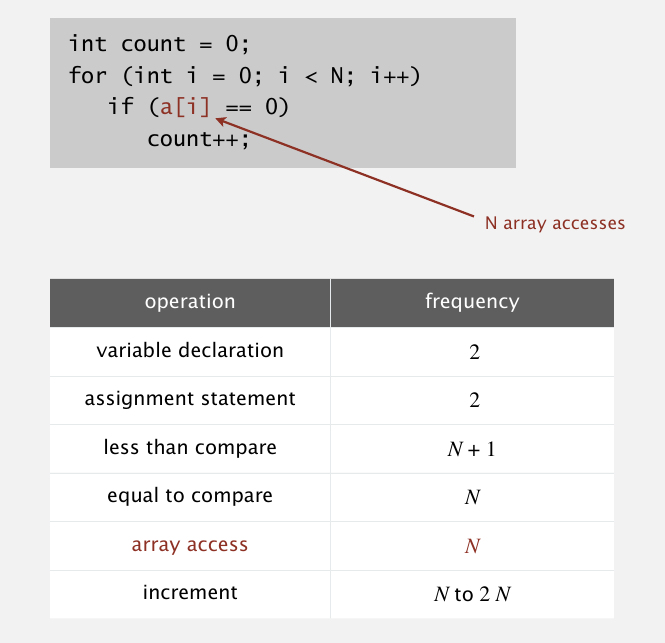 int count = 0;
for (int i = 0; i < N; i++)
if (a[i] == 0)
count++;
N array accesses
operation frequency
variable declaration 2
assignment statement 2
less than compare N + 1
equal to compare N
array access N
increment N to 2 N